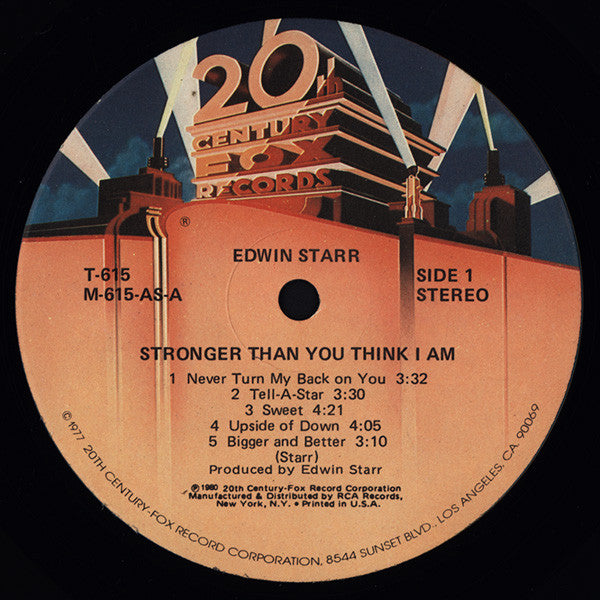 20th
CENTURY
FOX
RECORDS
®
EDWIN STARR
T-615
M-615-AS-A
SIDE 1
STEREO
STRONGER THAN YOU THINK I AM
1 Never Turn My Back on You 3:32
2 Tell-A-Star 3:30
3 Sweet 4:21
4 Upside of Down 4:05
5 Bigger and Better 3:10
(Starr)
Produced by Edwin Starr
℗ 1980 20th Century-Fox Record Corporation
Manufactured & Distributed by RCA Records,
New York, N.Y. • Printed in U.S.A.
© 1977 20TH CENTURY-FOX RECORD CORPORATION, 8544 SUNSET BLVD., LOS ANGELES, CA. 90069